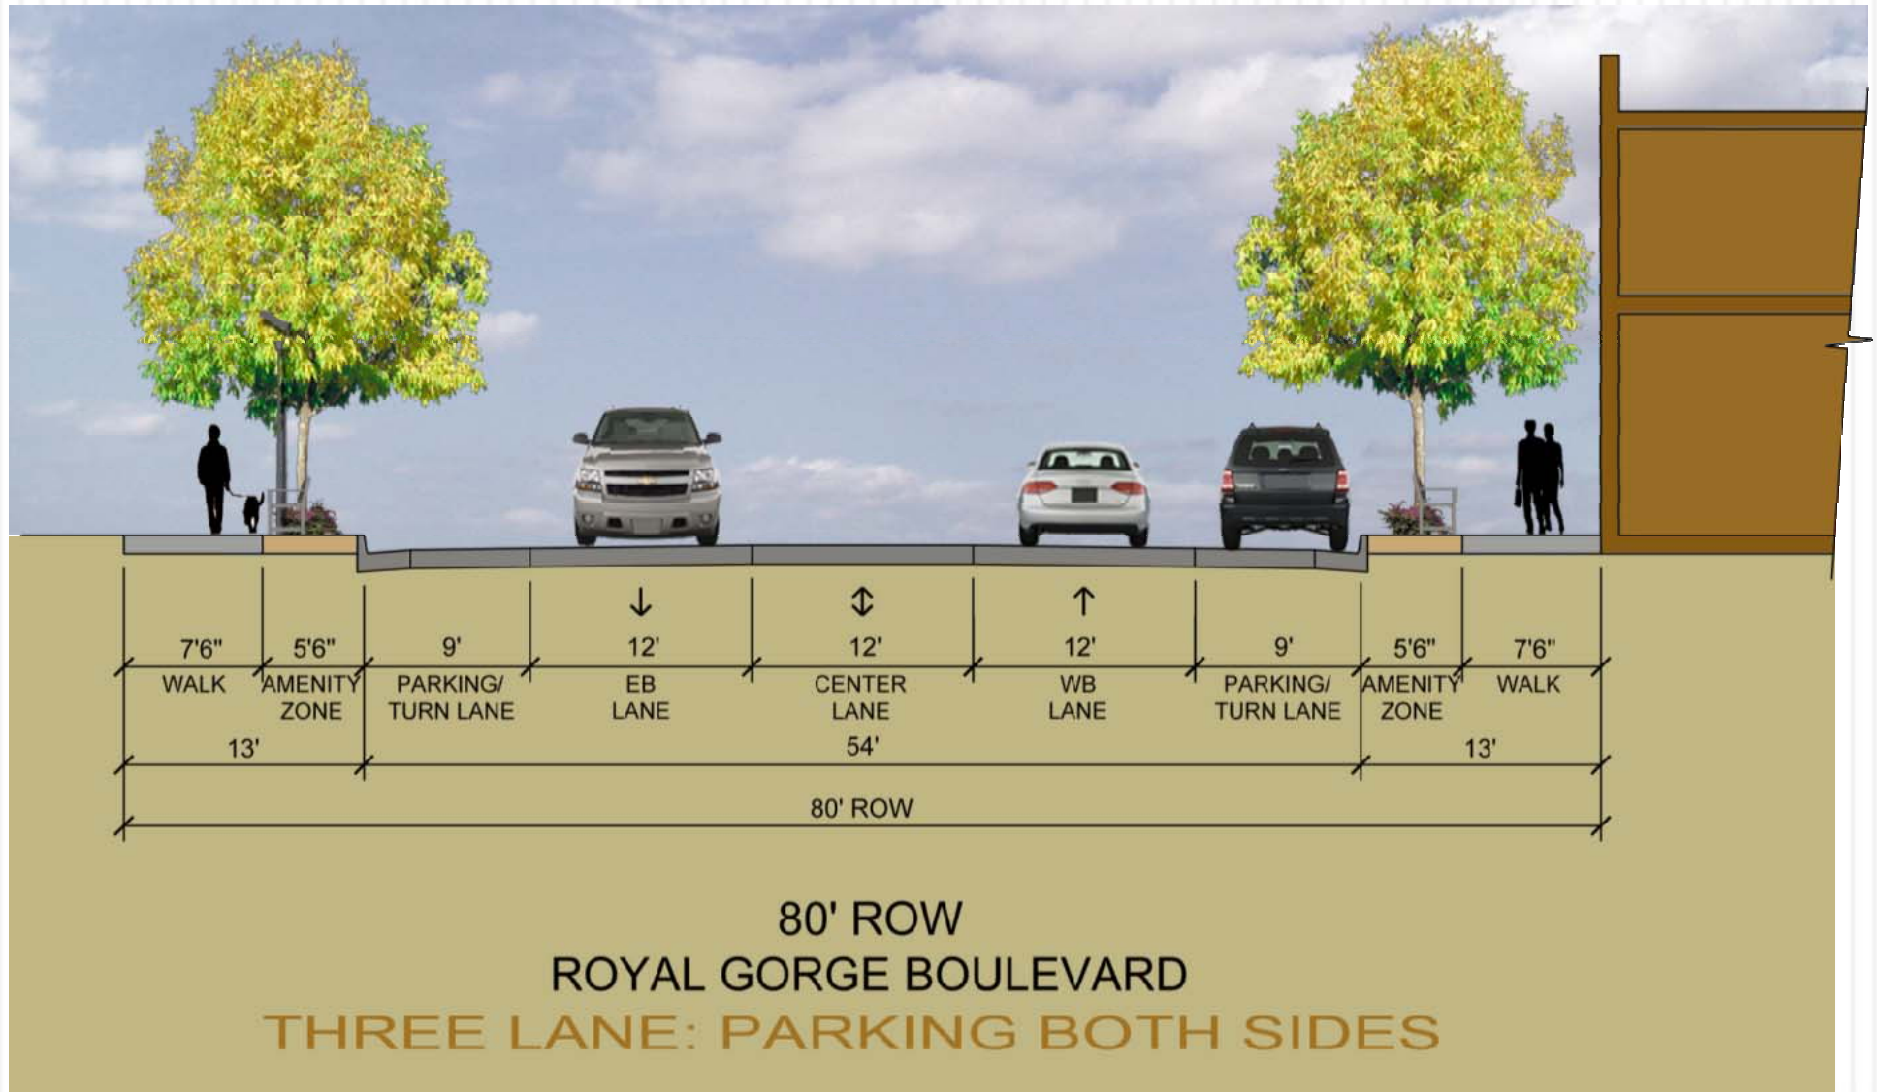 7'6" 5'6" 9' 12' 12' 12' 9' 5'6" 7'6"
WALK AMENITY PARKING/ EB CENTER WB PARKING/ AMENITY WALK
ZONE TURN LANE LANE LANE LANE TURN LANE ZONE
13' 54' 13'
80' ROW
80' ROW
ROYAL GORGE BOULEVARD
THREE LANE: PARKING BOTH SIDES